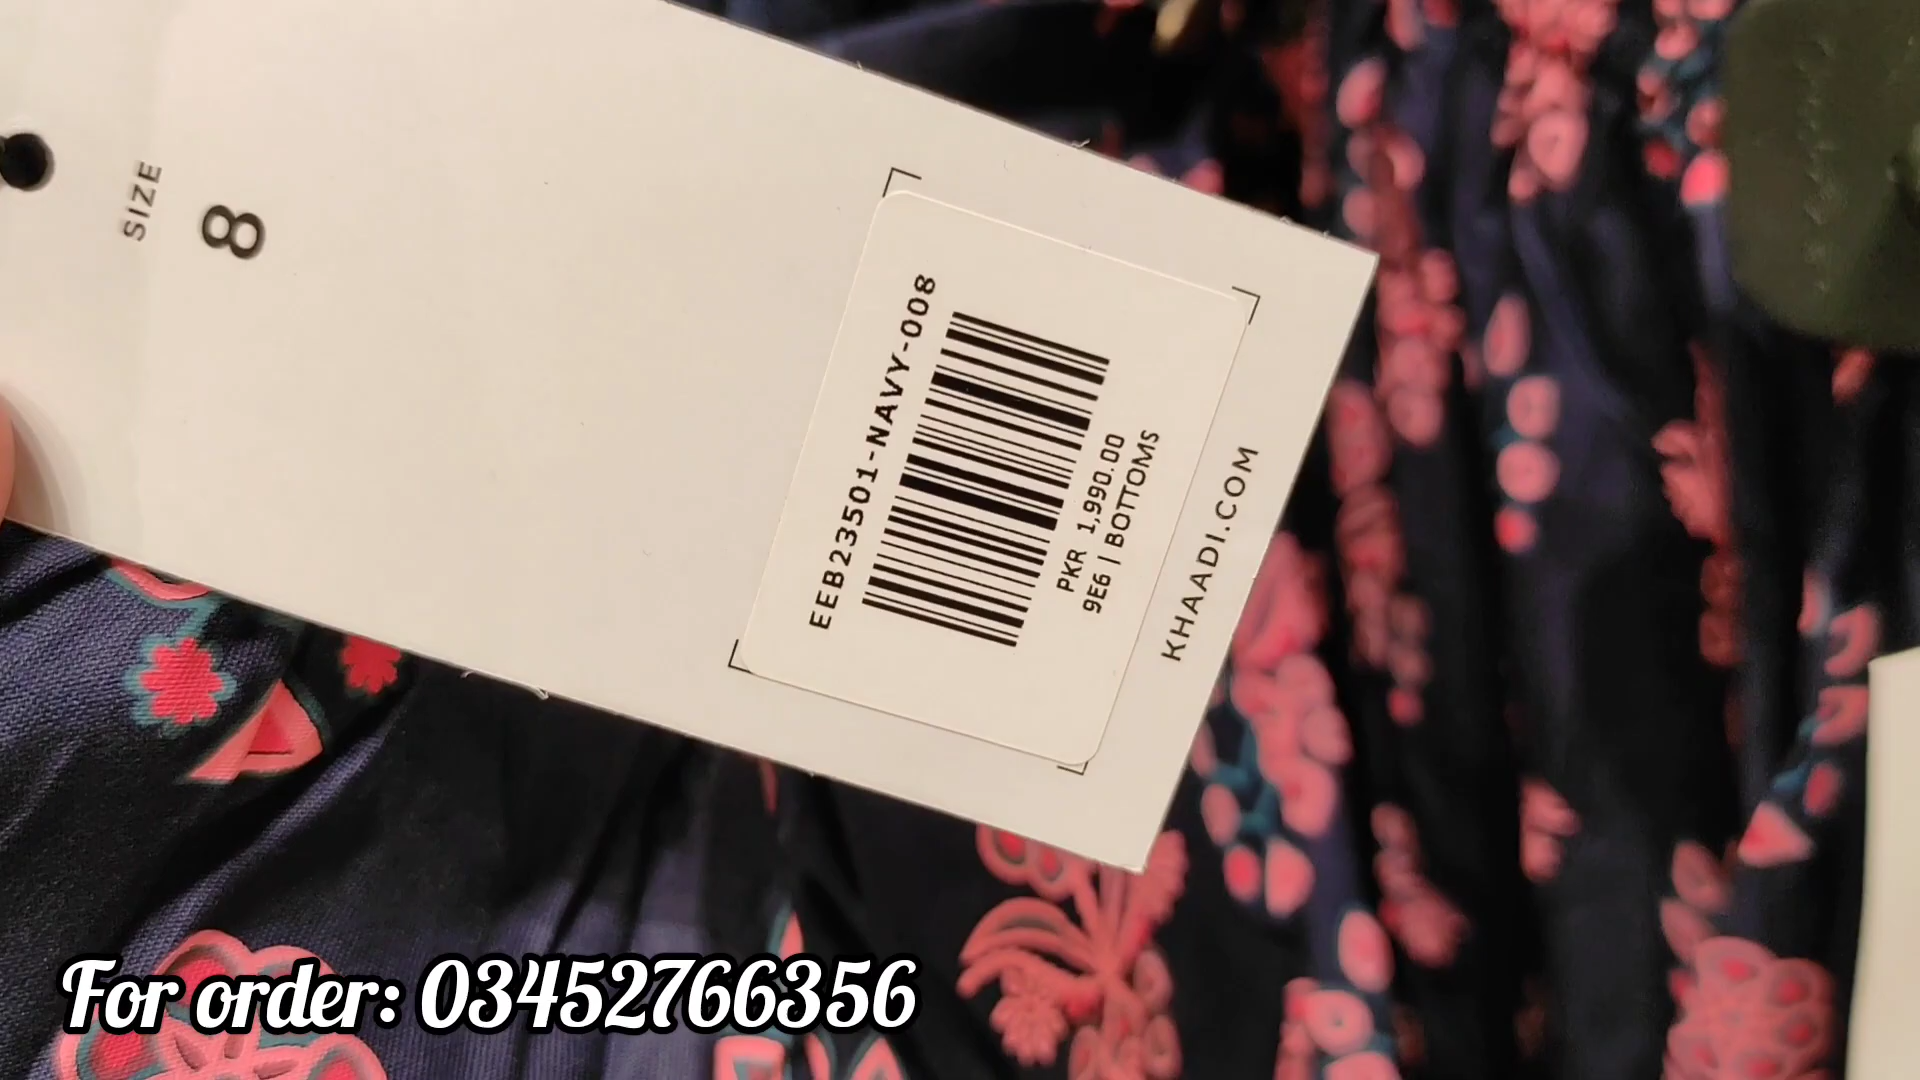 SIZE
8
EEB23501-NAVY-008
PKR 1,990.00
9E6 | BOTTOMS
KHAADI.COM
For order: 03452766356